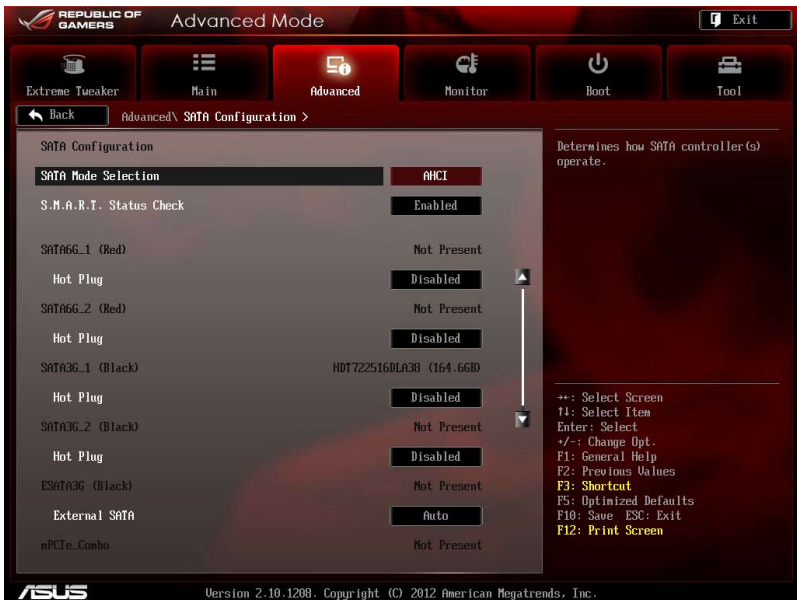 REPUBLIC OF
GAMERS
Advanced Mode
Exit
Extreme Tweaker
Main
Advanced
Monitor
Boot
Tool
Back
Advanced\ SATA Configuration >
SATA Configuration
SATA Mode Selection AHCI
S.M.A.R.T. Status Check Enabled
SATA6G_1 (Red) Not Present
Hot Plug Disabled
SATA6G_2 (Red) Not Present
Hot Plug Disabled
SATA3G_1 (Black) HDT722516DLA38 (164.6GB)
Hot Plug Disabled
SATA3G_2 (Black) Not Present
Hot Plug Disabled
ESATA3G (Black) Not Present
External SATA Auto
mPCIe_Combo Not Present
Determines how SATA controller(s)
operate.
→←: Select Screen
↑↓: Select Item
Enter: Select
+/-: Change Opt.
F1: General Help
F2: Previous Values
F3: Shortcut
F5: Optimized Defaults
F10: Save ESC: Exit
F12: Print Screen
ASUS
Version 2.10.1208. Copyright (C) 2012 American Megatrends, Inc.